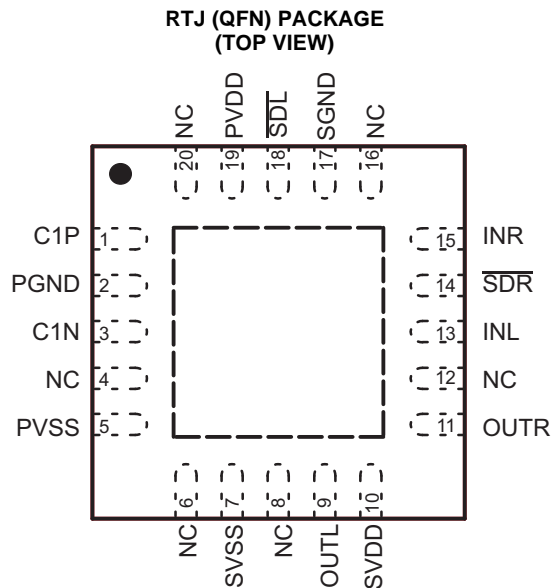 RTJ (QFN) PACKAGE
(TOP VIEW)
NC
PVDD
SDL
SGND
NC
20
19
18
17
16
C1P
1
15
INR
PGND
2
14
SDR
C1N
3
13
INL
NC
4
12
NC
PVSS
5
11
OUTR
6
7
8
9
10
NC
SVSS
NC
OUTL
SVDD